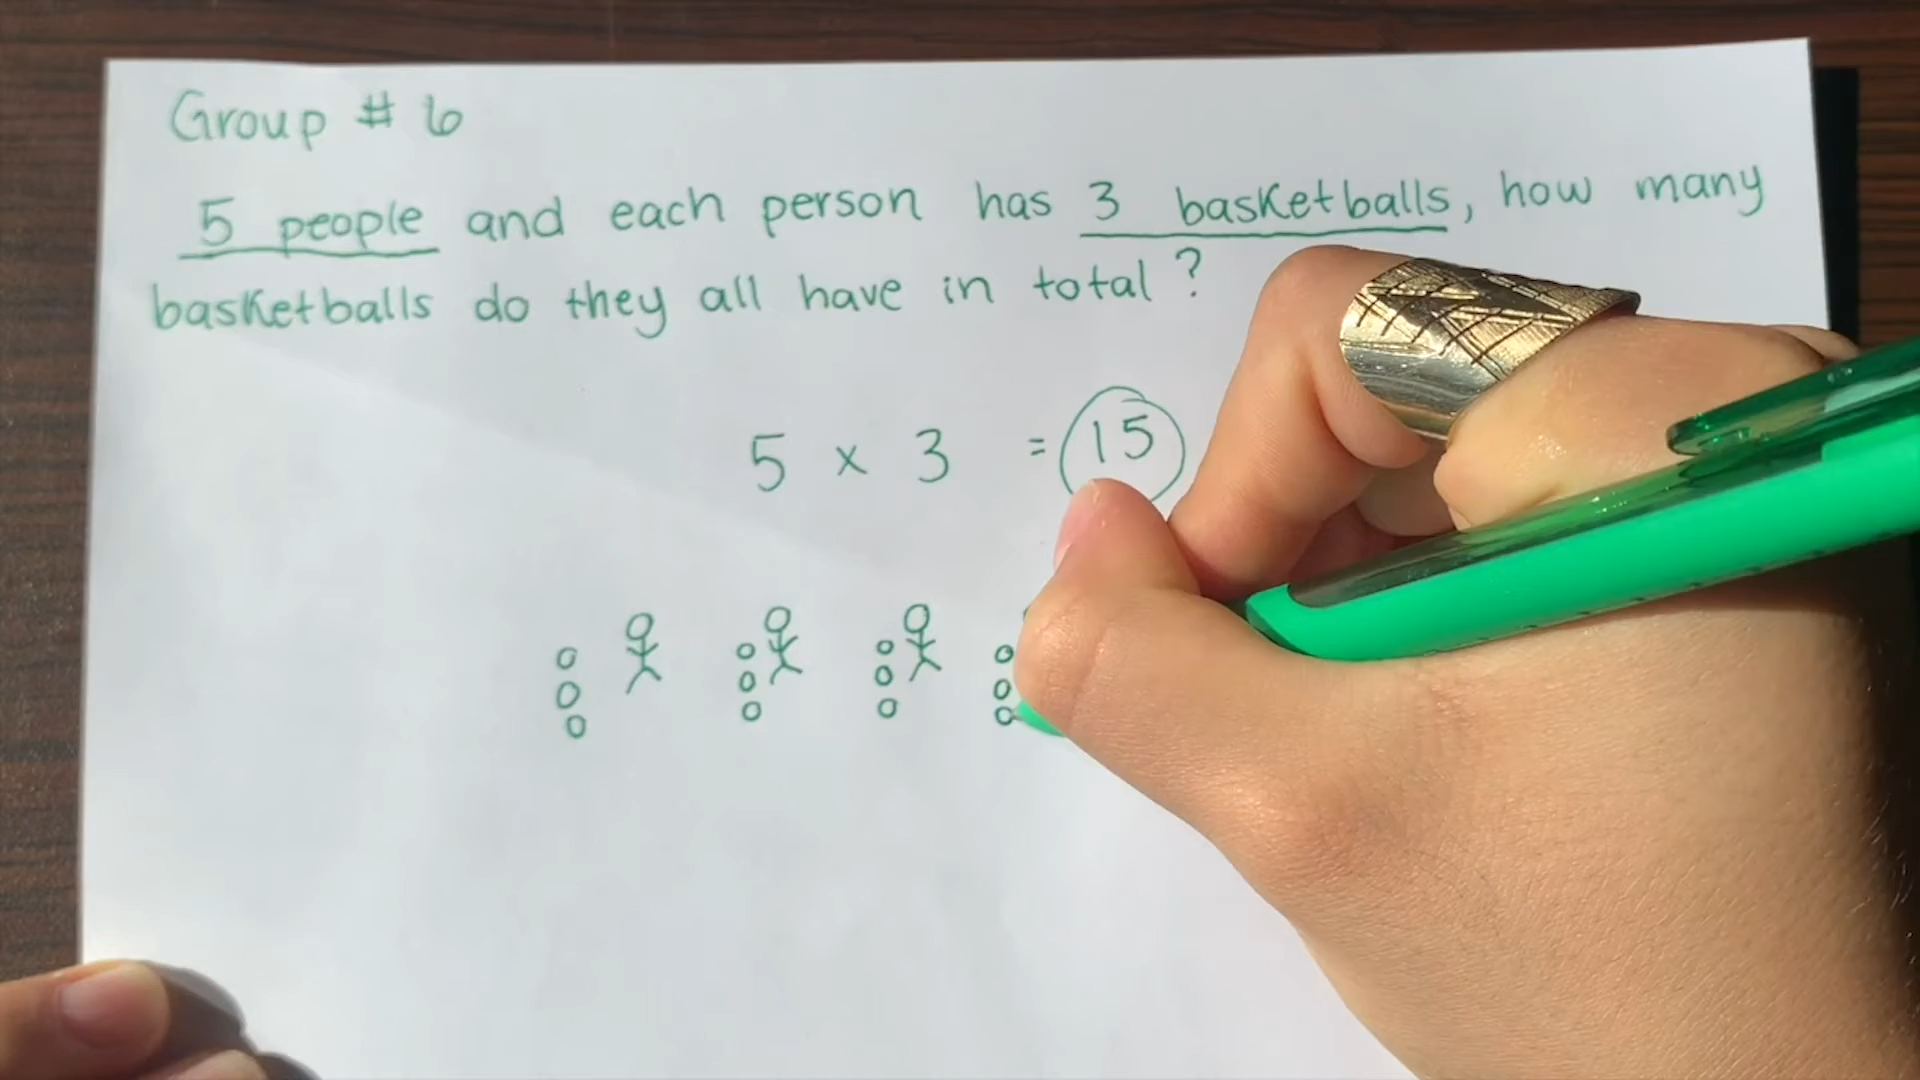 Group # 6
5 people and each person has 3 basketballs, how many
basketballs do they all have in total?
5 x 3 = 15